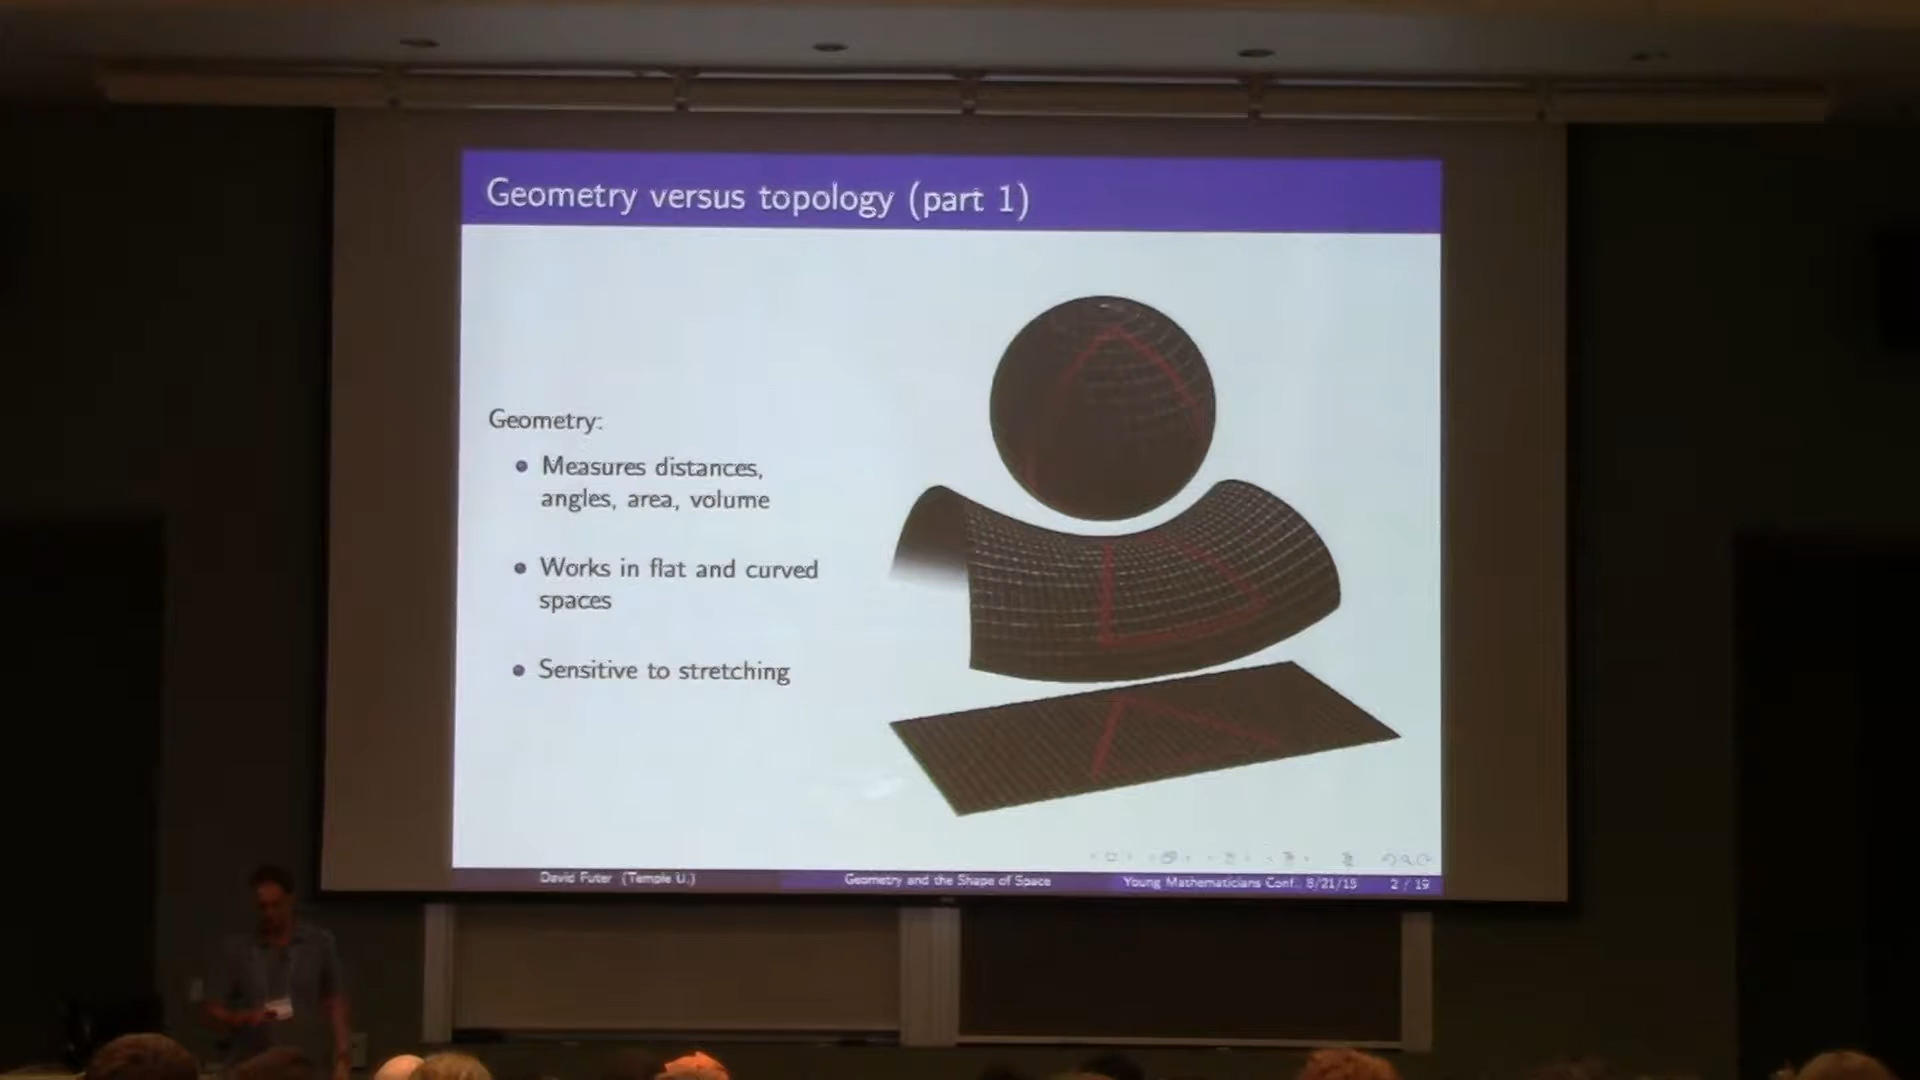 Geometry versus topology (part 1)
Geometry:
Measures distances,
angles, area, volume
Works in flat and curved
spaces
Sensitive to stretching
David Futer (Temple U.)
Geometry and the Shape of Space
Young Mathematicians Conf. 8/21/15
2 / 19